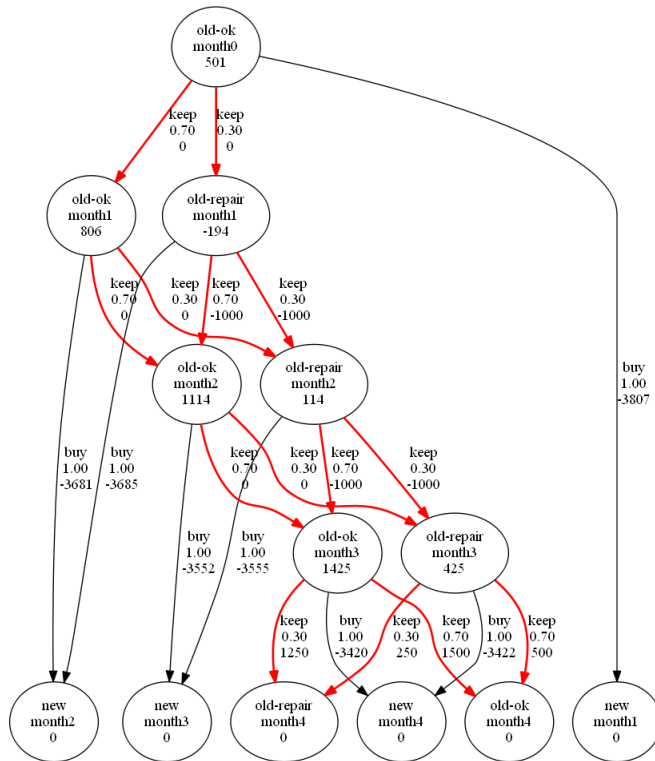 old-ok
month0
501
keep
0.70
0
keep
0.30
0
old-ok
month1
806
old-repair
month1
-194
keep
0.70
0
keep
0.30
0
keep
0.70
-1000
keep
0.30
-1000
buy
1.00
-3807
old-ok
month2
1114
old-repair
month2
114
buy
1.00
-3681
buy
1.00
-3685
keep
0.70
0
keep
0.30
0
keep
0.70
-1000
keep
0.30
-1000
buy
1.00
-3552
buy
1.00
-3555
old-ok
month3
1425
old-repair
month3
425
keep
0.30
1250
buy
1.00
-3420
keep
0.30
250
keep
0.70
1500
buy
1.00
-3422
keep
0.70
500
new
month2
0
new
month3
0
old-repair
month4
0
new
month4
0
old-ok
month4
0
new
month1
0